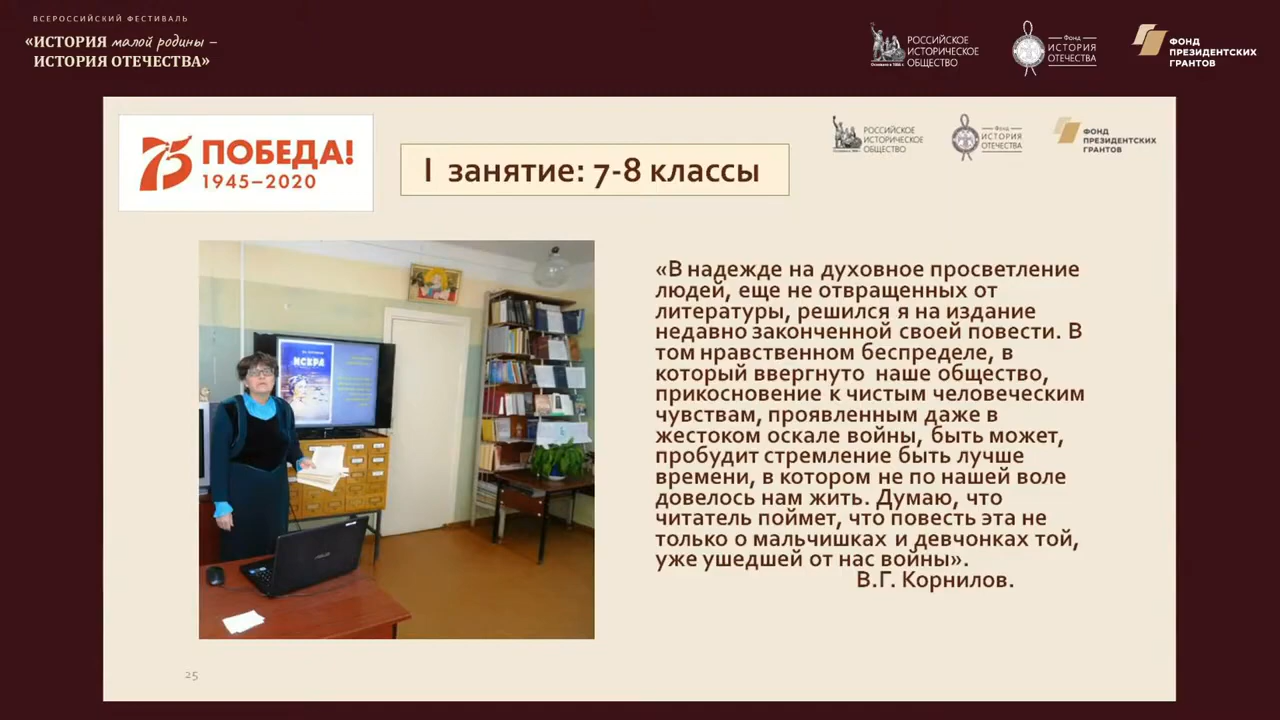 ВСЕРОССИЙСКИЙ ФЕСТИВАЛЬ
«ИСТОРИЯ малой родины –
ИСТОРИЯ ОТЕЧЕСТВА»
РОССИЙСКОЕ
ИСТОРИЧЕСКОЕ
ОБЩЕСТВО
Фонд
ИСТОРИЯ
ОТЕЧЕСТВА
ФОНД
ПРЕЗИДЕНТСКИХ
ГРАНТОВ
75 ПОБЕДА!
1945–2020
I занятие: 7-8 классы
РОССИЙСКОЕ
ИСТОРИЧЕСКОЕ
ОБЩЕСТВО
Фонд
ИСТОРИЯ
ОТЕЧЕСТВА
ФОНД
ПРЕЗИДЕНТСКИХ
ГРАНТОВ
ИСКРА
«В надежде на духовное просветление
людей, еще не отвращенных от
литературы, решился я на издание
недавно законченной своей повести. В
том нравственном беспределе, в
который ввергнуто наше общество,
прикосновение к чистым человеческим
чувствам, проявленным даже в
жестоком оскале войны, быть может,
пробудит стремление быть лучше
времени, в котором не по нашей воле
довелось нам жить. Думаю, что
читатель поймет, что повесть эта не
только о мальчишках и девчонках той,
уже ушедшей от нас войны».
В.Г. Корнилов.
25